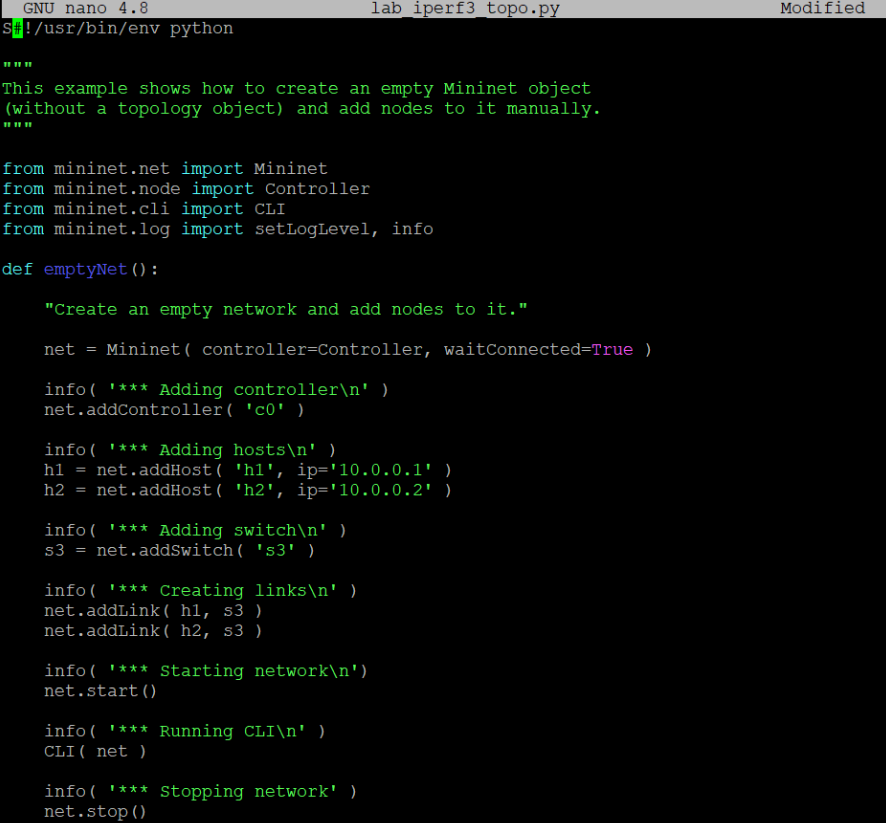 GNU nano 4.8 lab_iperf3_topo.py Modified
S#!/usr/bin/env python
"""
This example shows how to create an empty Mininet object
(without a topology object) and add nodes to it manually.
"""
from mininet.net import Mininet
from mininet.node import Controller
from mininet.cli import CLI
from mininet.log import setLogLevel, info
def emptyNet():
"Create an empty network and add nodes to it."
net = Mininet( controller=Controller, waitConnected=True )
info( '*** Adding controller\n' )
net.addController( 'c0' )
info( '*** Adding hosts\n' )
h1 = net.addHost( 'h1', ip='10.0.0.1' )
h2 = net.addHost( 'h2', ip='10.0.0.2' )
info( '*** Adding switch\n' )
s3 = net.addSwitch( 's3' )
info( '*** Creating links\n' )
net.addLink( h1, s3 )
net.addLink( h2, s3 )
info( '*** Starting network\n')
net.start()
info( '*** Running CLI\n' )
CLI( net )
info( '*** Stopping network' )
net.stop()